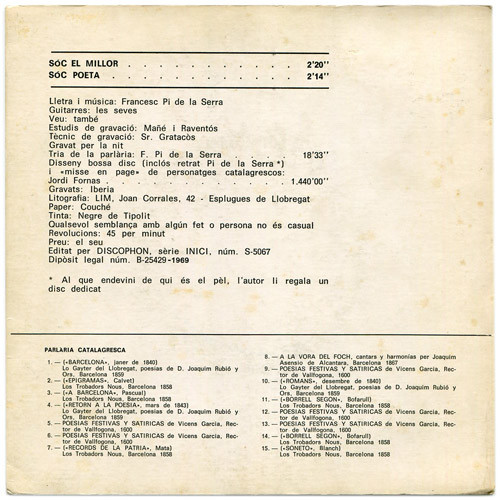 SÓC EL MILLOR . . . . . . . . . . . 2'20''
SÓC POETA . . . . . . . . . . . . 2'14''
Lletra i música: Francesc Pi de la Serra
Guitarres: les seves
Veu: també
Estudis de gravació: Mañé i Raventós
Tècnic de gravació: Sr. Gratacòs
Gravat per la nit
Tria de la parlària: F. Pi de la Serra . . . . 18'33''
Disseny bossa disc (inclós retrat Pi de la Serra *)
i «misse en page» de personatges catalagrescos:
Jordi Fornas . . . . . . . . . . . 1.440'00''
Gravats: Iberia
Litografia: LIM, Joan Corrales, 42 - Esplugues de Llobregat
Paper: Couché
Tinta: Negre de Tipolit
Qualsevol semblança amb algún fet o persona no és casual
Revolucions: 45 per minut
Preu: el seu
Editat per DISCOPHON, sèrie INICI, núm. S-5067
Dipòsit legal núm. B-25429-1969
* Al que endevini de qui és el pèl, l'autor li regala un
disc dedicat
PARLARIA CATALAGRESCA
1. — («BARCELONA», janer de 1840)
Lo Gayter del Llobregat, poesias de D. Joaquim Rubió y
Ors, Barcelona 1859
2. — («EPIGRAMAS», Calvet)
Los Trobadors Nous, Barcelona 1858
3. — («A BARCELONA», Pascual)
Los Trobadors Nous, Barcelona 1858
4. — («RETORN A LA POESIA», mars de 1843)
Lo Gayter del Llobregat, poesias de D. Joaquim Rubió y
Ors, Barcelona 1859
5. — POESIAS FESTIVAS Y SATIRICAS de Vicens Garcia, Rec-
tor de Vallfogona, 1600
6. — POESIAS FESTIVAS Y SATIRICAS de Vicens Garcia, Rec-
tor de Vallfogona, 1600
7. — («RECORDS DE LA PATRIA», Mata)
Los Trobadors Nous, Barcelona 1858
8. — A LA VORA DEL FOCH, cantars y harmonías per Joaquim
Asensio de Alcantara, Barcelona 1867
9. — POESIAS FESTIVAS Y SATIRICAS de Vicens Garcia, Rec-
tor de Vallfogona, 1600
10. — («ROMANS», desembre de 1840)
Lo Gayter del Llobregat, poesias de D. Joaquim Rubió y
Ors, Barcelona 1859
11. — («BORRELL SEGON», Bofarull)
Los Trobadors Nous, Barcelona 1858
12. — POESIAS FESTIVAS Y SATIRICAS de Vicens Garcia, Rec-
tor de Vallfogona, 1600
13. — POESIAS FESTIVAS Y SATIRICAS de Vicens Garcia, Rec-
tor de Vallfogona, 1600
14. — («BORRELL SEGON», Bofarull)
Los Trobadors Nous, Barcelona 1858
15. — («SONETO», Blanch)
Los Trobadors Nous, Barcelona 1858